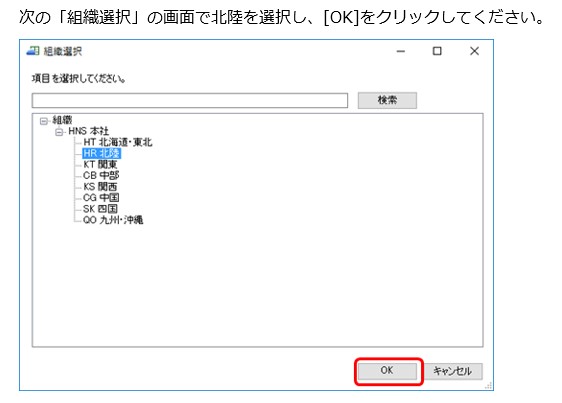 次の「組織選択」の画面で北陸を選択し、[OK]をクリックしてください。
組織選択
項目を選択してください。
検索
組織
HNS 本社
HT 北海道・東北
HR 北陸
KT 関東
CB 中部
KS 関西
CG 中国
SK 四国
QO 九州・沖縄
OK キャンセル